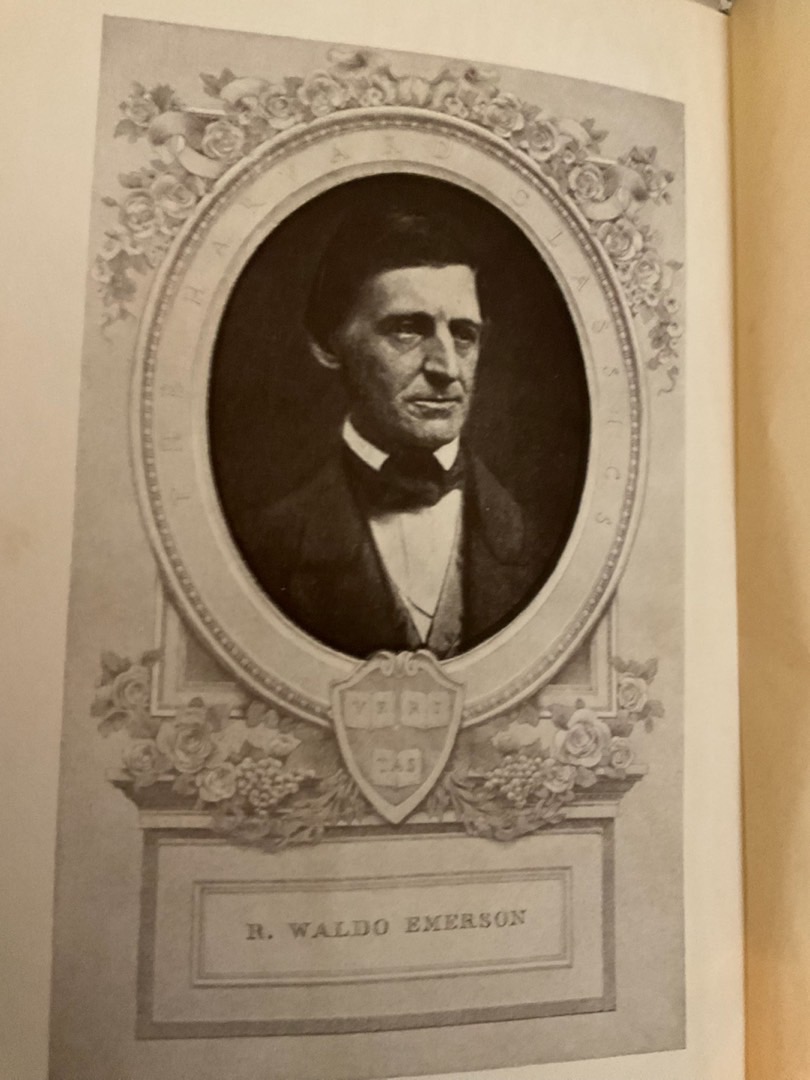 THE HARVARD CLASSICS
VE RI
TAS
R. WALDO EMERSON